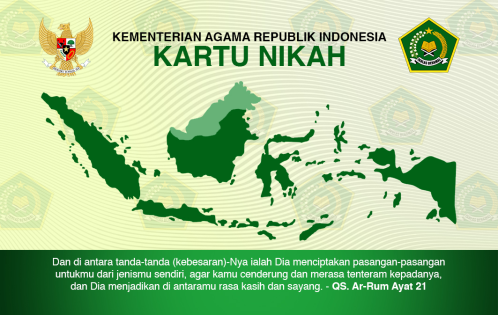 KEMENTERIAN AGAMA REPUBLIK INDONESIA
KARTU NIKAH
Dan di antara tanda-tanda (kebesaran)-Nya ialah Dia menciptakan pasangan-pasangan
untukmu dari jenismu sendiri, agar kamu cenderung dan merasa tenteram kepadanya,
dan Dia menjadikan di antaramu rasa kasih dan sayang. - QS. Ar-Rum Ayat 21